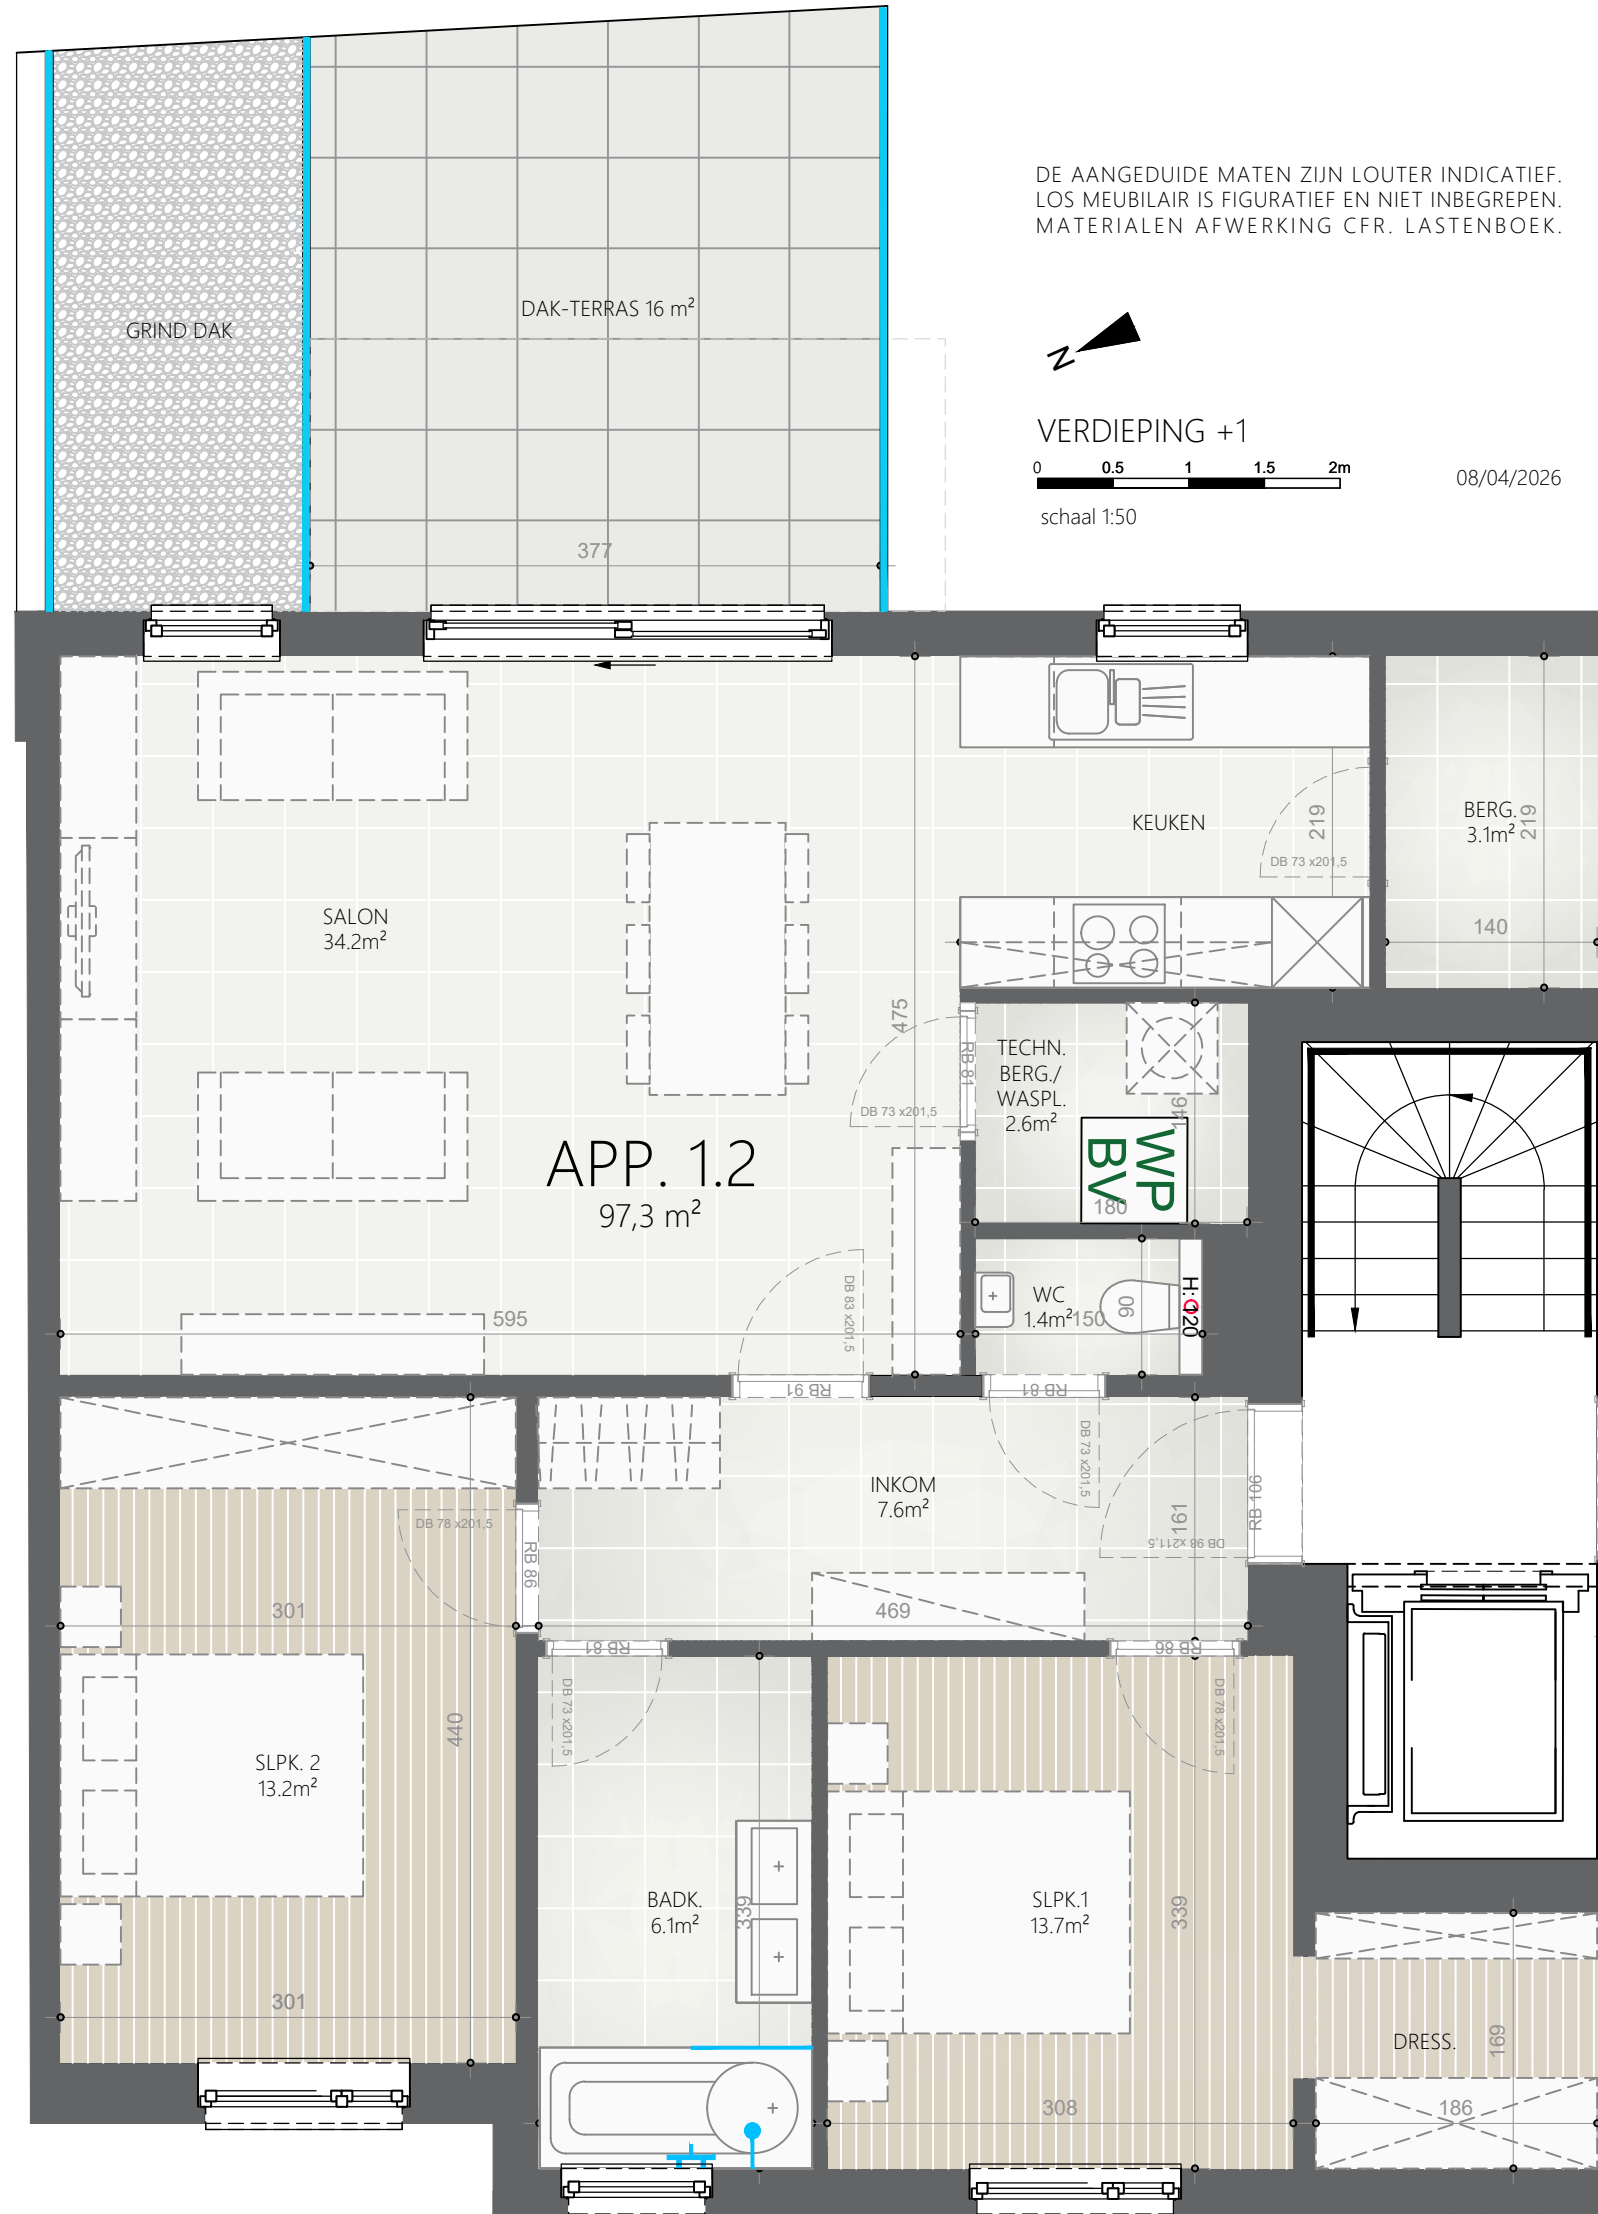 DE AANGEDUIDE MATEN ZIJN LOUTER INDICATIEF.
LOS MEUBILAIR IS FIGURATIEF EN NIET INBEGREPEN.
MATERIALEN AFWERKING CFR. LASTENBOEK.
DAK-TERRAS 16 m²
GRIND DAK
N
VERDIEPING +1
0 0.5 1 1.5 2m
08/04/2026
schaal 1:50
377
KEUKEN
219
BERG.
3.1m²
219
DB 73 x201,5
SALON
34.2m²
140
475
RB 81
TECHN.
BERG./
WASPL.
2.6m²
146
DB 73 x201,5
WP
BV
180
APP. 1.2
97,3 m²
DB 83 x201,5
WC
1.4m²
150
90
H: 120
595
RB 91
RB 81
DB 73 x201,5
INKOM
7.6m²
RB 106
161
DB 98 x211,5
DB 78 x201,5
RB 86
301
469
RB 81
RB 86
DB 73 x201,5
DB 78 x201,5
440
SLPK. 2
13.2m²
BADK.
6.1m²
339
SLPK.1
13.7m²
339
301
DRESS.
169
308
186